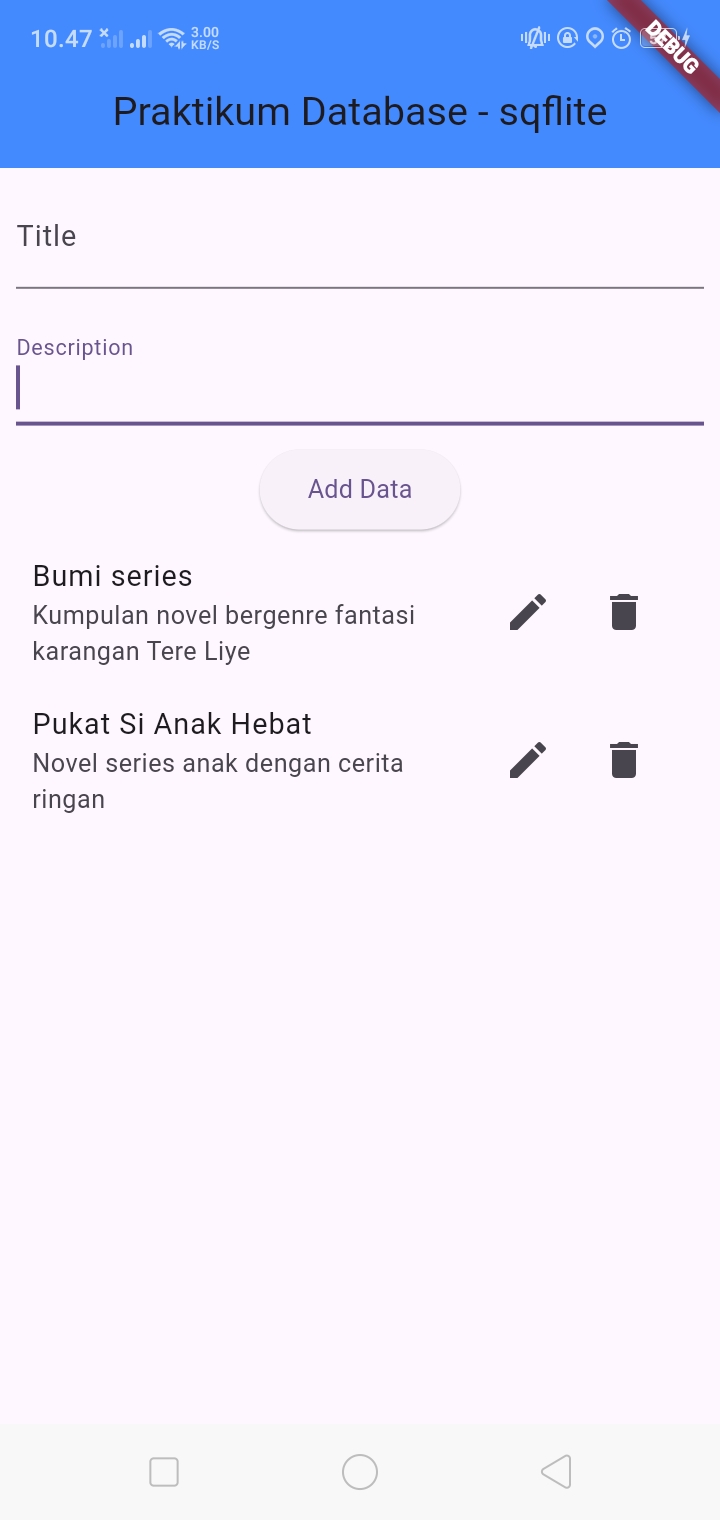 10.47
3.00
KB/S
DEBUG
Praktikum Database - sqflite
Title
Description
Add Data
Bumi series
Kumpulan novel bergenre fantasi
karangan Tere Liye
Pukat Si Anak Hebat
Novel series anak dengan cerita
ringan